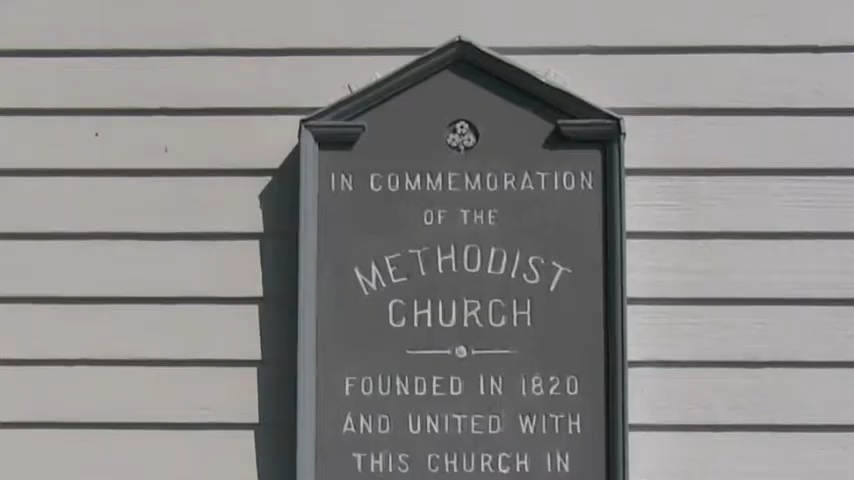 IN COMMEMORATION
OF THE
METHODIST
CHURCH
FOUNDED IN 1820
AND UNITED WITH
THIS CHURCH IN